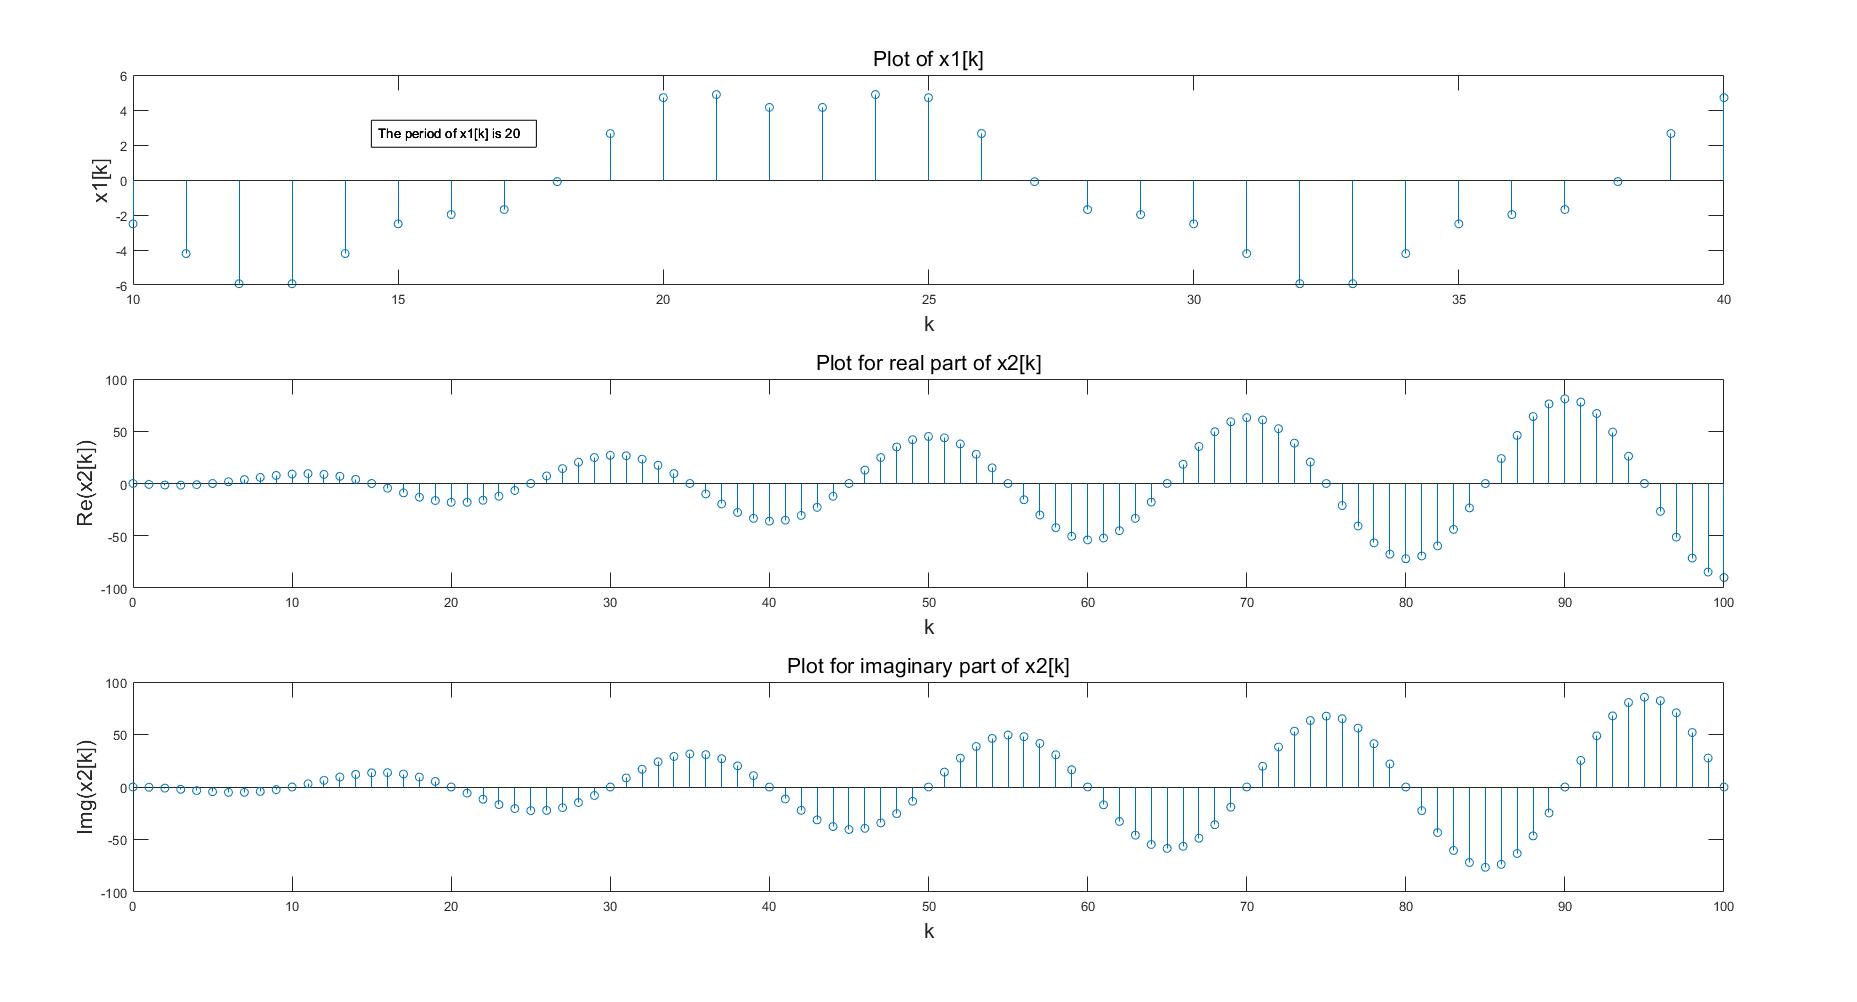 Plot of x1[k]
6
4
2
0
-2
-4
-6
x1[k]
The period of x1[k] is 20
10 15 20 25 30 35 40
k
Plot for real part of x2[k]
100
50
0
-50
-100
Re(x2[k])
0 10 20 30 40 50 60 70 80 90 100
k
Plot for imaginary part of x2[k]
100
50
0
-50
-100
Img(x2[k])
0 10 20 30 40 50 60 70 80 90 100
k